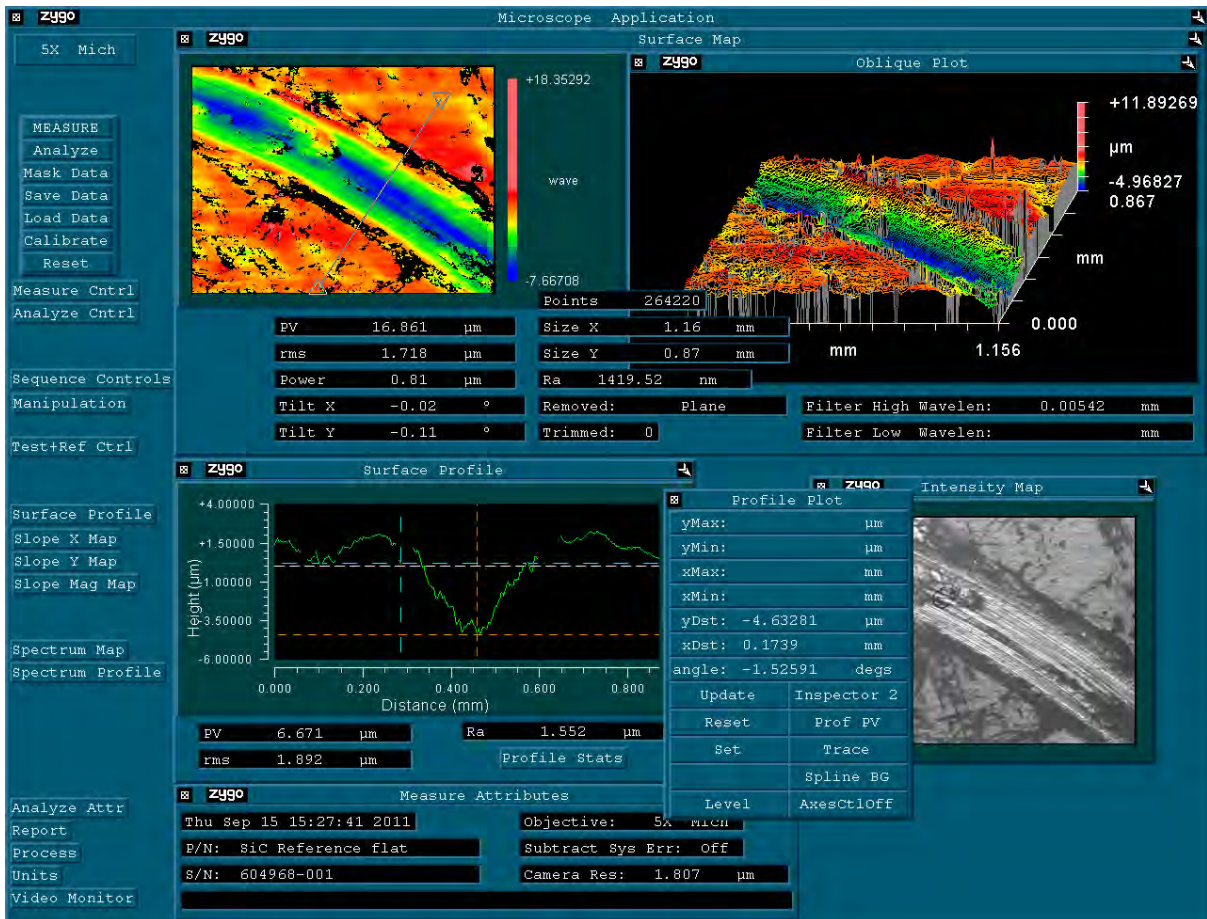 zygo Microscope Application
5X Mich
MEASURE
Analyze
Mask Data
Save Data
Load Data
Calibrate
Reset
Measure Cntrl
Analyze Cntrl
Sequence Controls
Manipulation
Test+Ref Ctrl
Surface Profile
Slope X Map
Slope Y Map
Slope Mag Map
Spectrum Map
Spectrum Profile
Analyze Attr
Report
Process
Units
Video Monitor
zygo Surface Map
+18.35292
wave
-7.66708
zygo Oblique Plot
+11.89269
µm
-4.96827
0.867
mm
0.000
mm
1.156
PV 16.861 µm
rms 1.718 µm
Power 0.81 µm
Tilt X -0.02 °
Tilt Y -0.11 °
Points 264220
Size X 1.16 mm
Size Y 0.87 mm
Ra 1419.52 nm
Removed: Plane
Trimmed: 0
Filter High Wavelen: 0.00542 mm
Filter Low Wavelen: mm
zygo Surface Profile
+4.00000
+1.50000
-1.00000
-3.50000
-6.00000
Height (µm)
0.000 0.200 0.400 0.600 0.800
Distance (mm)
PV 6.671 µm
rms 1.892 µm
Ra 1.552 µm
Profile Stats
Profile Plot
yMax: µm
yMin: µm
xMax: mm
xMin: mm
yDst: -4.63281 µm
xDst: 0.1739 mm
angle: -1.52591 degs
Update Inspector 2
Reset Prof PV
Set Trace
Spline BG
Level AxesCtlOff
zygo Intensity Map
zygo Measure Attributes
Thu Sep 15 15:27:41 2011
P/N: SiC Reference flat
S/N: 604968-001
Objective: 5X Mich
Subtract Sys Err: Off
Camera Res: 1.807 µm